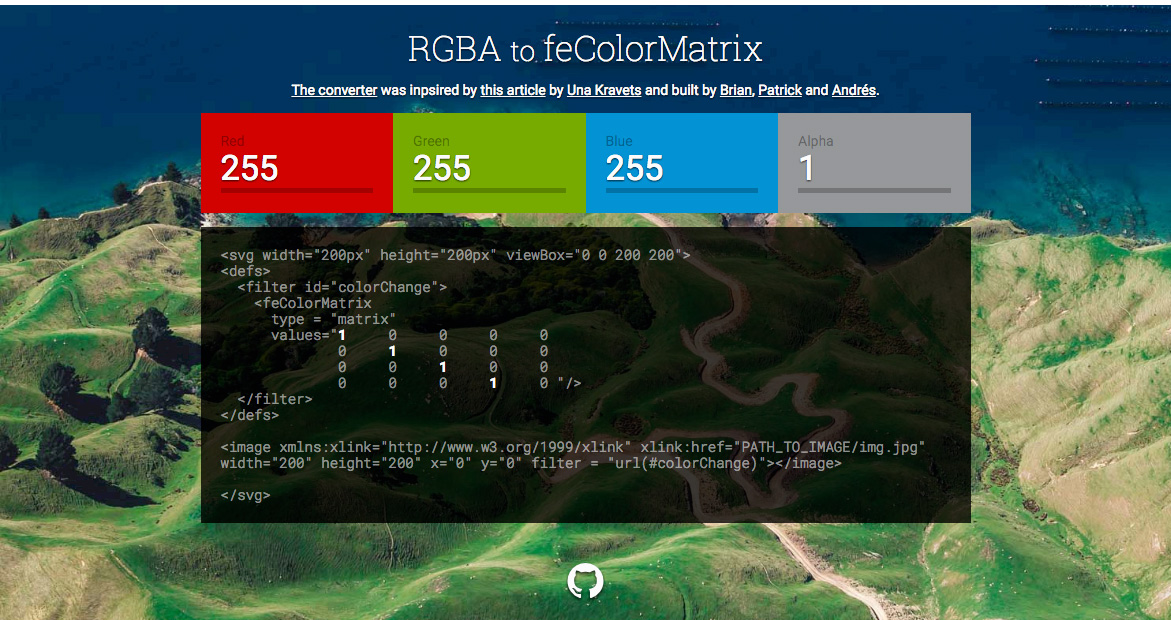 RGBA to feColorMatrix
The converter was inpsired by this article by Una Kravets and built by Brian, Patrick and Andrés.
Red Green Blue Alpha
255 255 255 1
<svg width="200px" height="200px" viewBox="0 0 200 200">
<defs>
<filter id="colorChange">
<feColorMatrix
type = "matrix"
values="1 0 0 0 0
0 1 0 0 0
0 0 1 0 0
0 0 0 1 0 "/>
</filter>
</defs>
<image xmlns:xlink="http://www.w3.org/1999/xlink" xlink:href="PATH_TO_IMAGE/img.jpg"
width="200" height="200" x="0" y="0" filter = "url(#colorChange)"></image>
</svg>